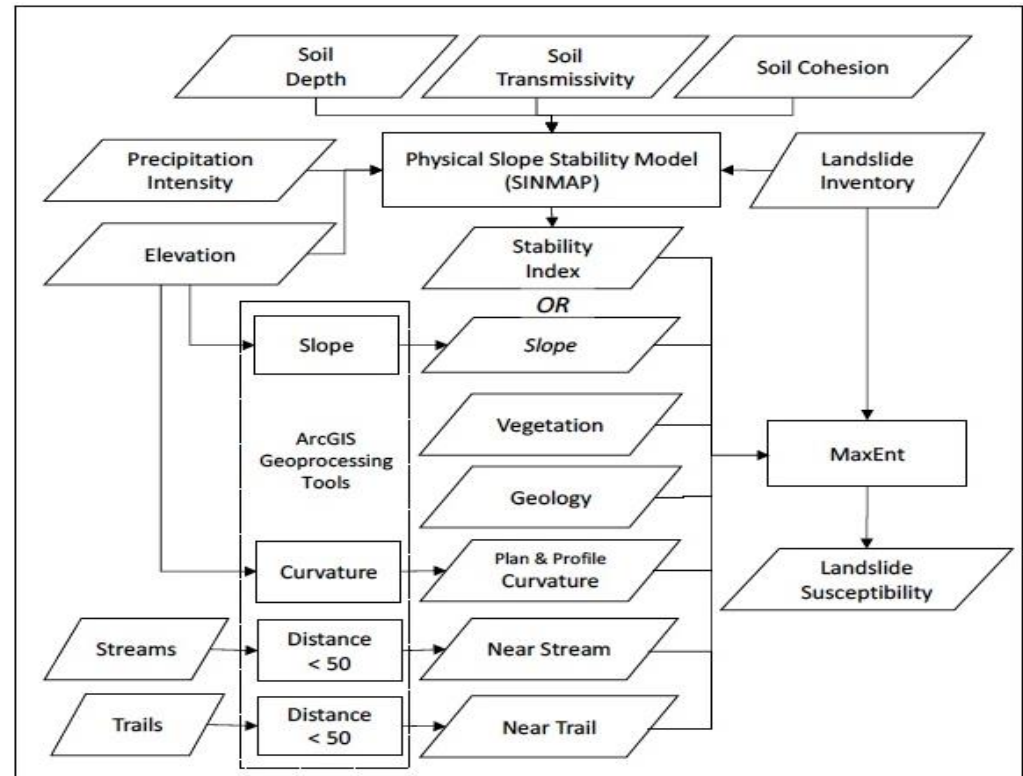 Soil
Depth
Soil
Transmissivity
Soil Cohesion
Precipitation
Intensity
Physical Slope Stability Model
(SINMAP)
Landslide
Inventory
Elevation
Stability
Index
OR
Slope
Slope
ArcGIS
Geoprocessing
Tools
Vegetation
MaxEnt
Geology
Curvature
Plan & Profile
Curvature
Landslide
Susceptibility
Streams
Distance
< 50
Near Stream
Trails
Distance
< 50
Near Trail